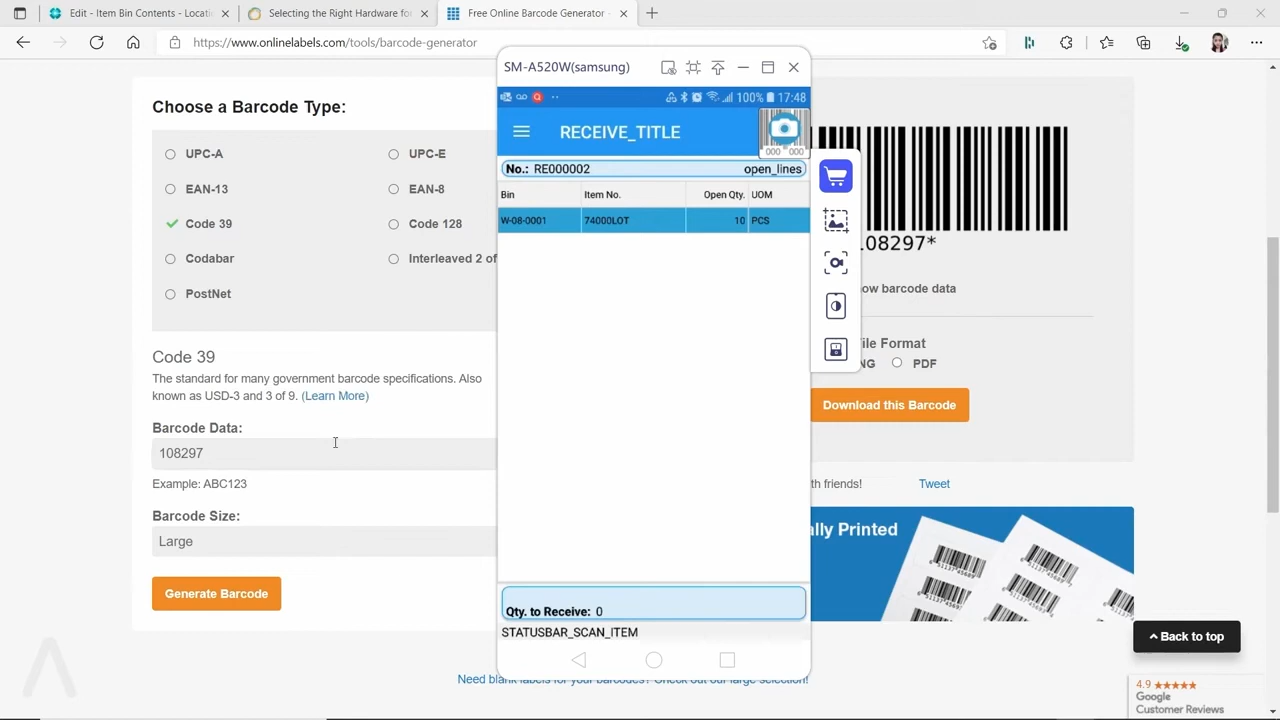 Edit - Item Bin Contents - Locati
Selecting the Right Hardware for
Free Online Barcode Generator -
https://www.onlinelabels.com/tools/barcode-generator
SM-A520W(samsung)
100% 17:48
RECEIVE_TITLE
000 000
No.: RE000002 open_lines
Bin Item No. Open Qty. UOM
W-08-0001 74000LOT 10 PCS
Qty. to Receive: 0
STATUSBAR_SCAN_ITEM
Choose a Barcode Type:
UPC-A UPC-E
EAN-13 EAN-8
Code 39 Code 128
Codabar Interleaved 2 of
PostNet
Code 39
The standard for many government barcode specifications. Also
known as USD-3 and 3 of 9. (Learn More)
Barcode Data:
108297
Example: ABC123
Barcode Size:
Large
Generate Barcode
108297*
ow barcode data
ile Format
NG PDF
Download this Barcode
th friends! Tweet
ally Printed
Back to top
Need blank labels for your barcodes? Check out our large selection!
4.9
Google
Customer Reviews